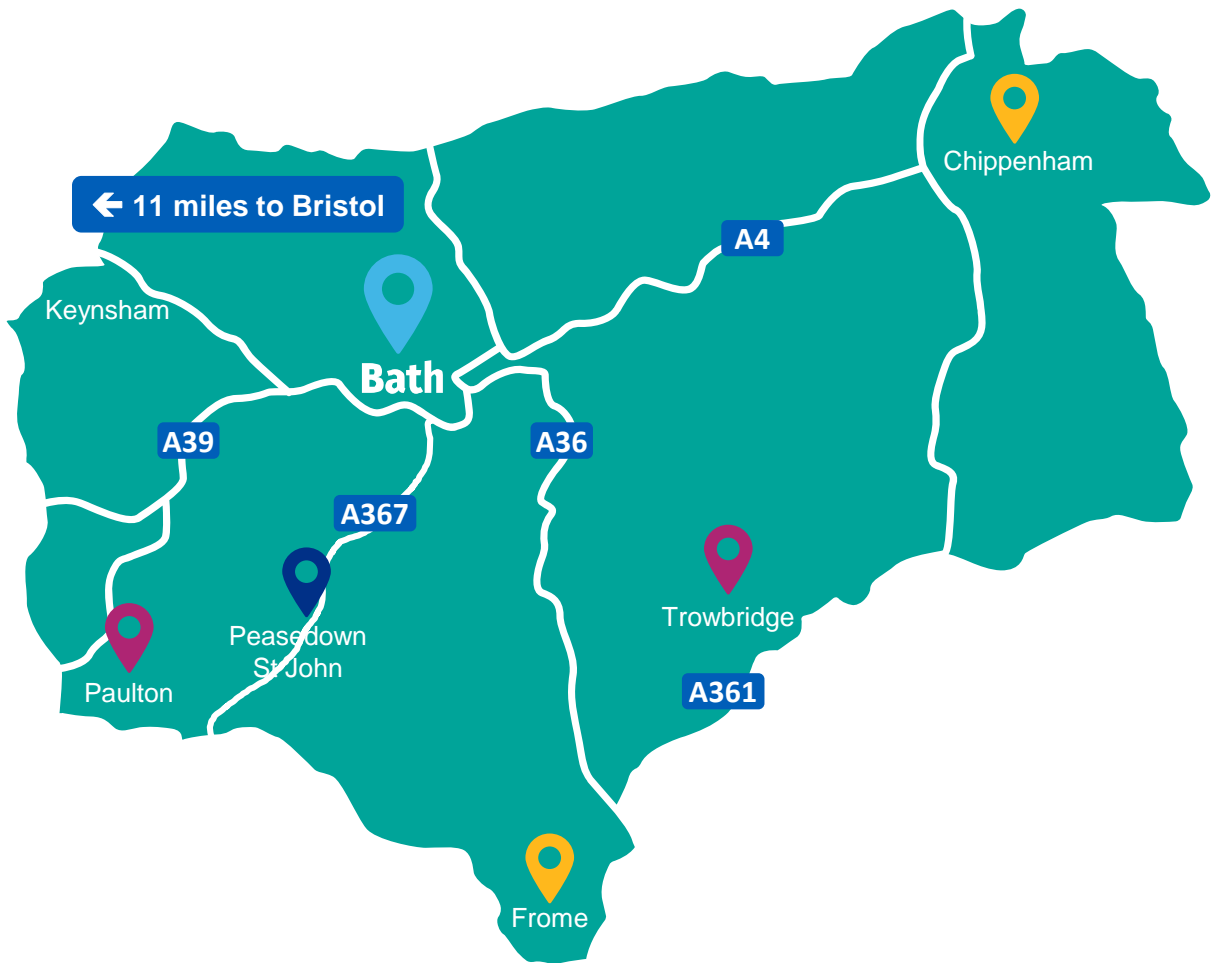 Chippenham
← 11 miles to Bristol
A4
Keynsham
Bath
A39
A36
A367
Trowbridge
Peasedown
St John
Paulton
A361
Frome